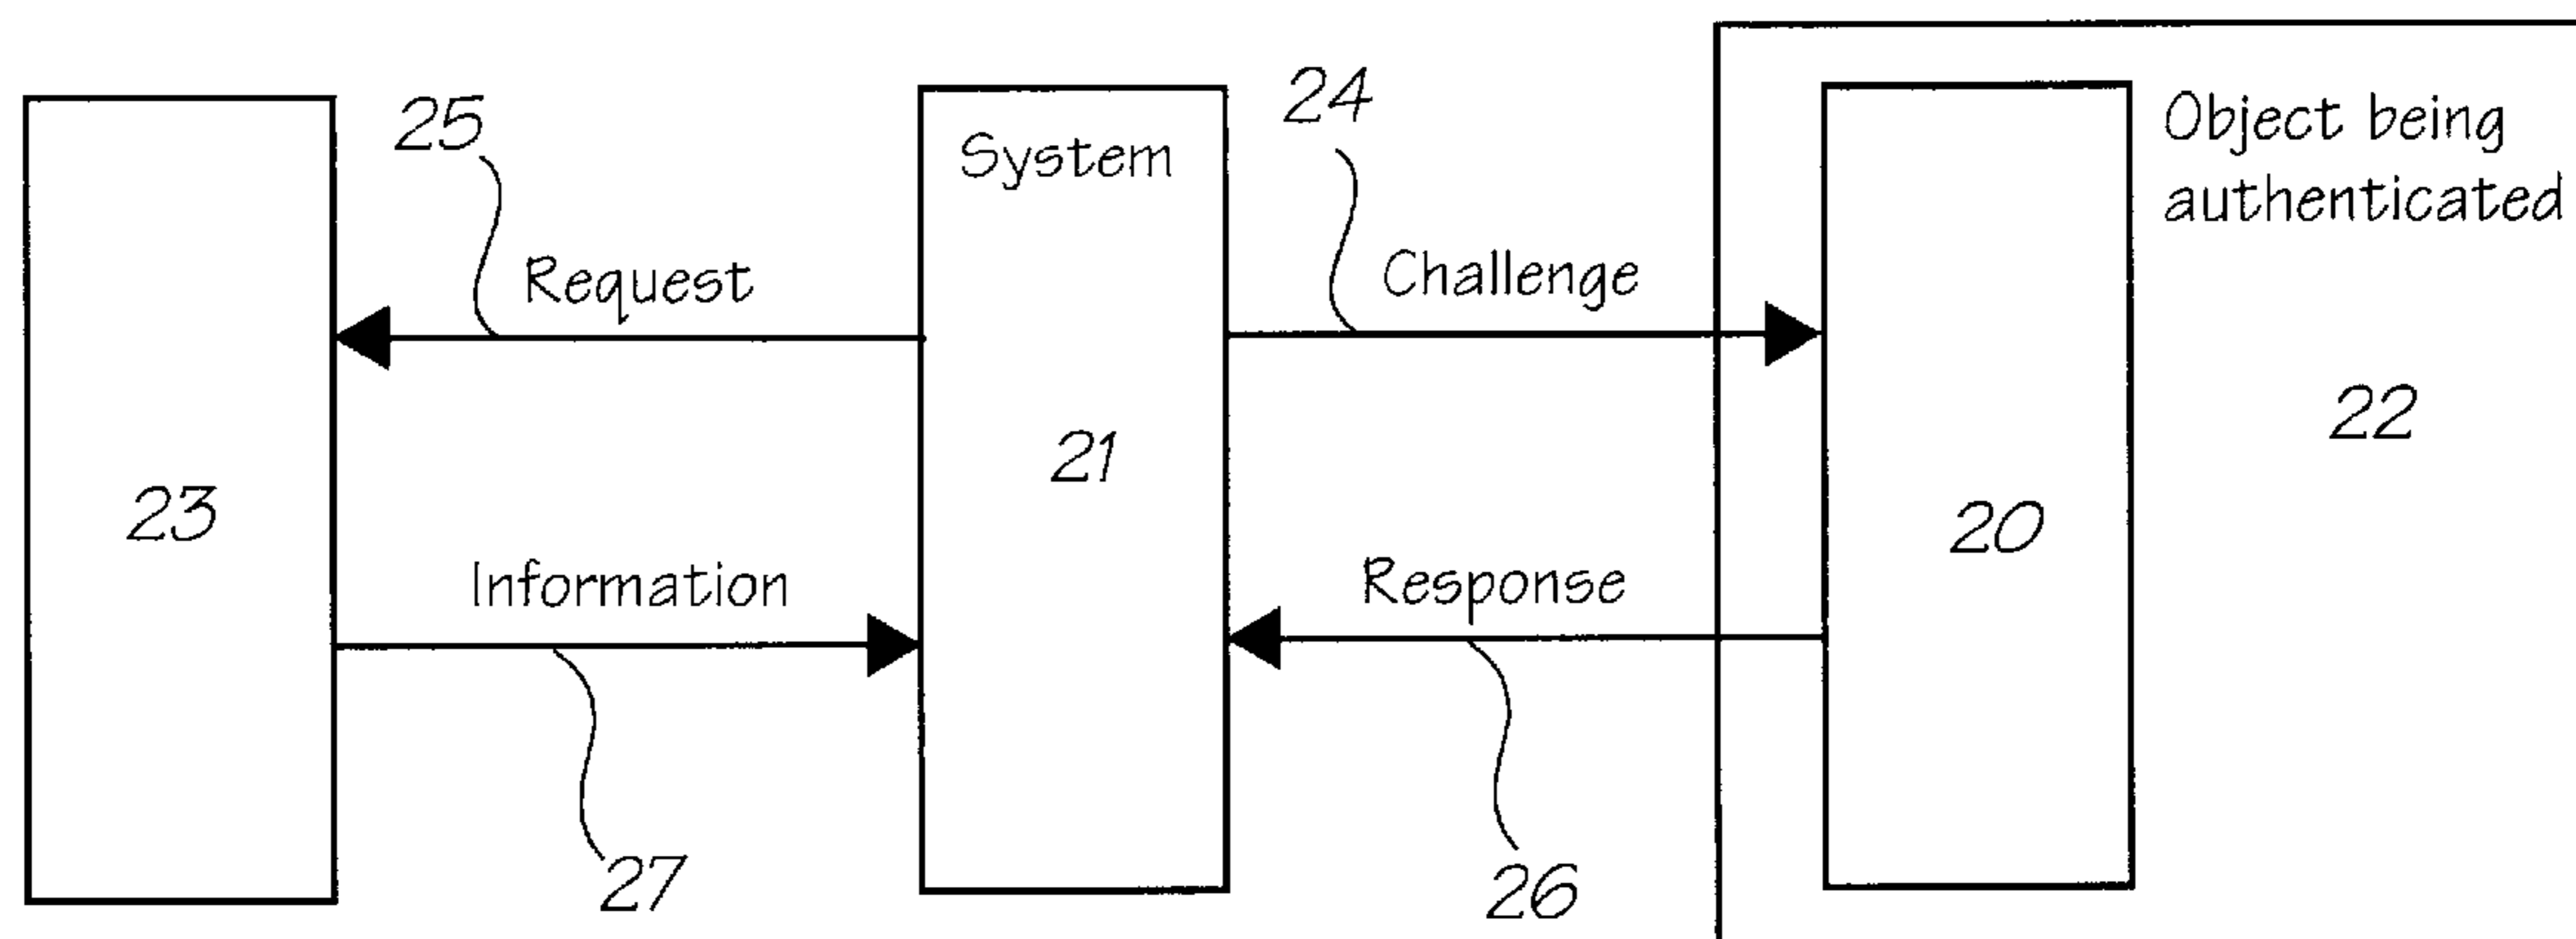 25
System
24
Object being
authenticated
Request
Challenge
22
21
23
20
Information
Response
27
26